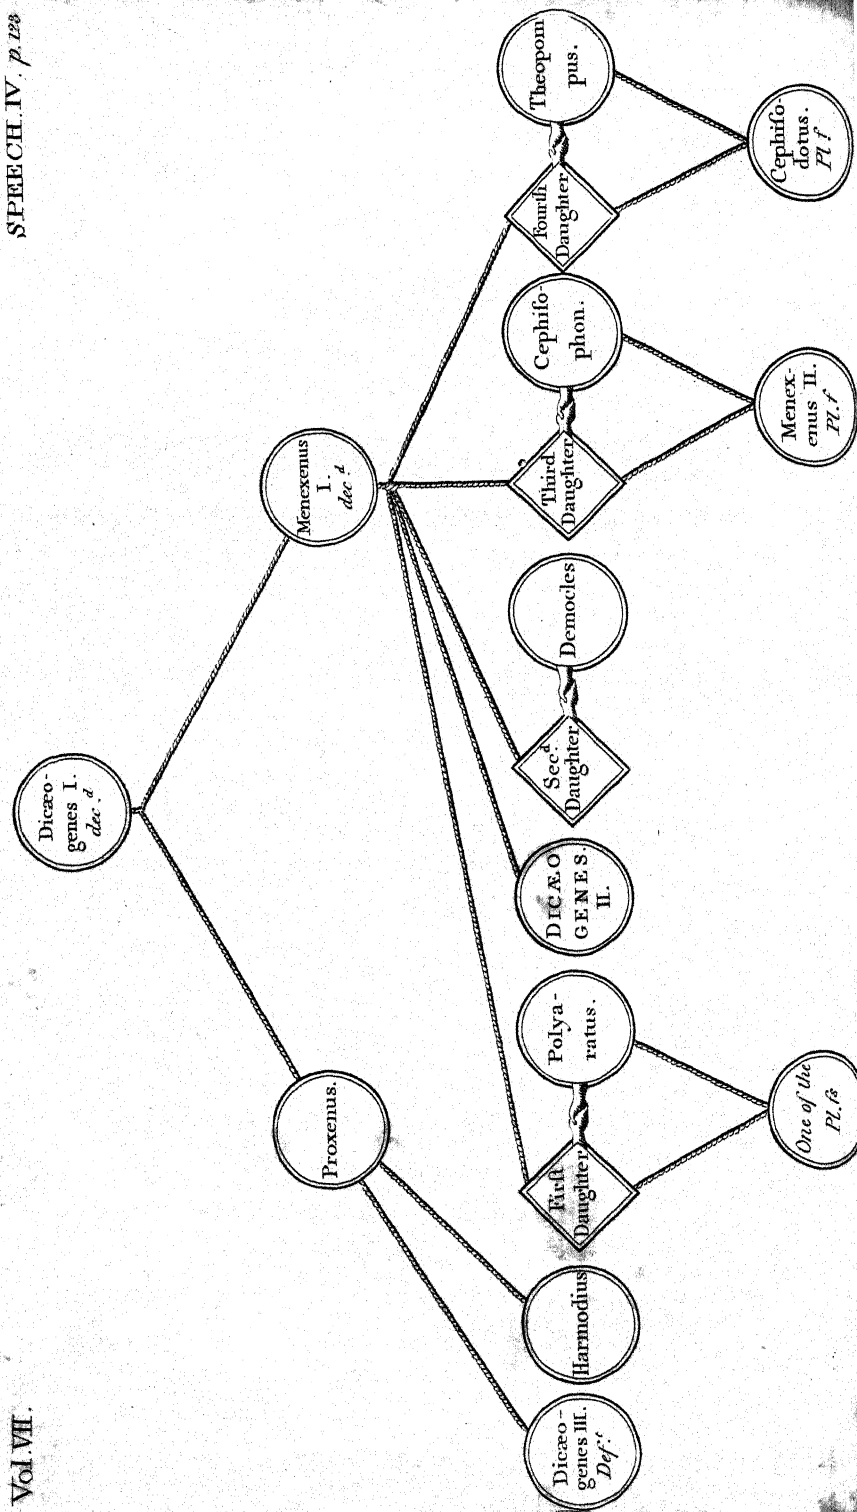 Vol. VII.
SPEECH. IV. p. 123
Dicæo-
genes I.
dec.ᵈ
Proxenus.
Menexenus
I.
dec.ᵈ
Dicæo-
genes III.
Def.ᵗ
Harmodius
Firſt
Daughter
Polya-
ratus.
DICÆO
GENES.
II.
Sec.ᵈ
Daughter
Democles
Third
Daughter
Cephiſo-
phon.
Fourth
Daughter
Theopom
pus.
One of the
Pl.fs
Menex-
enus II.
Pl.f
Cephiſo-
dotus.
Pl.f